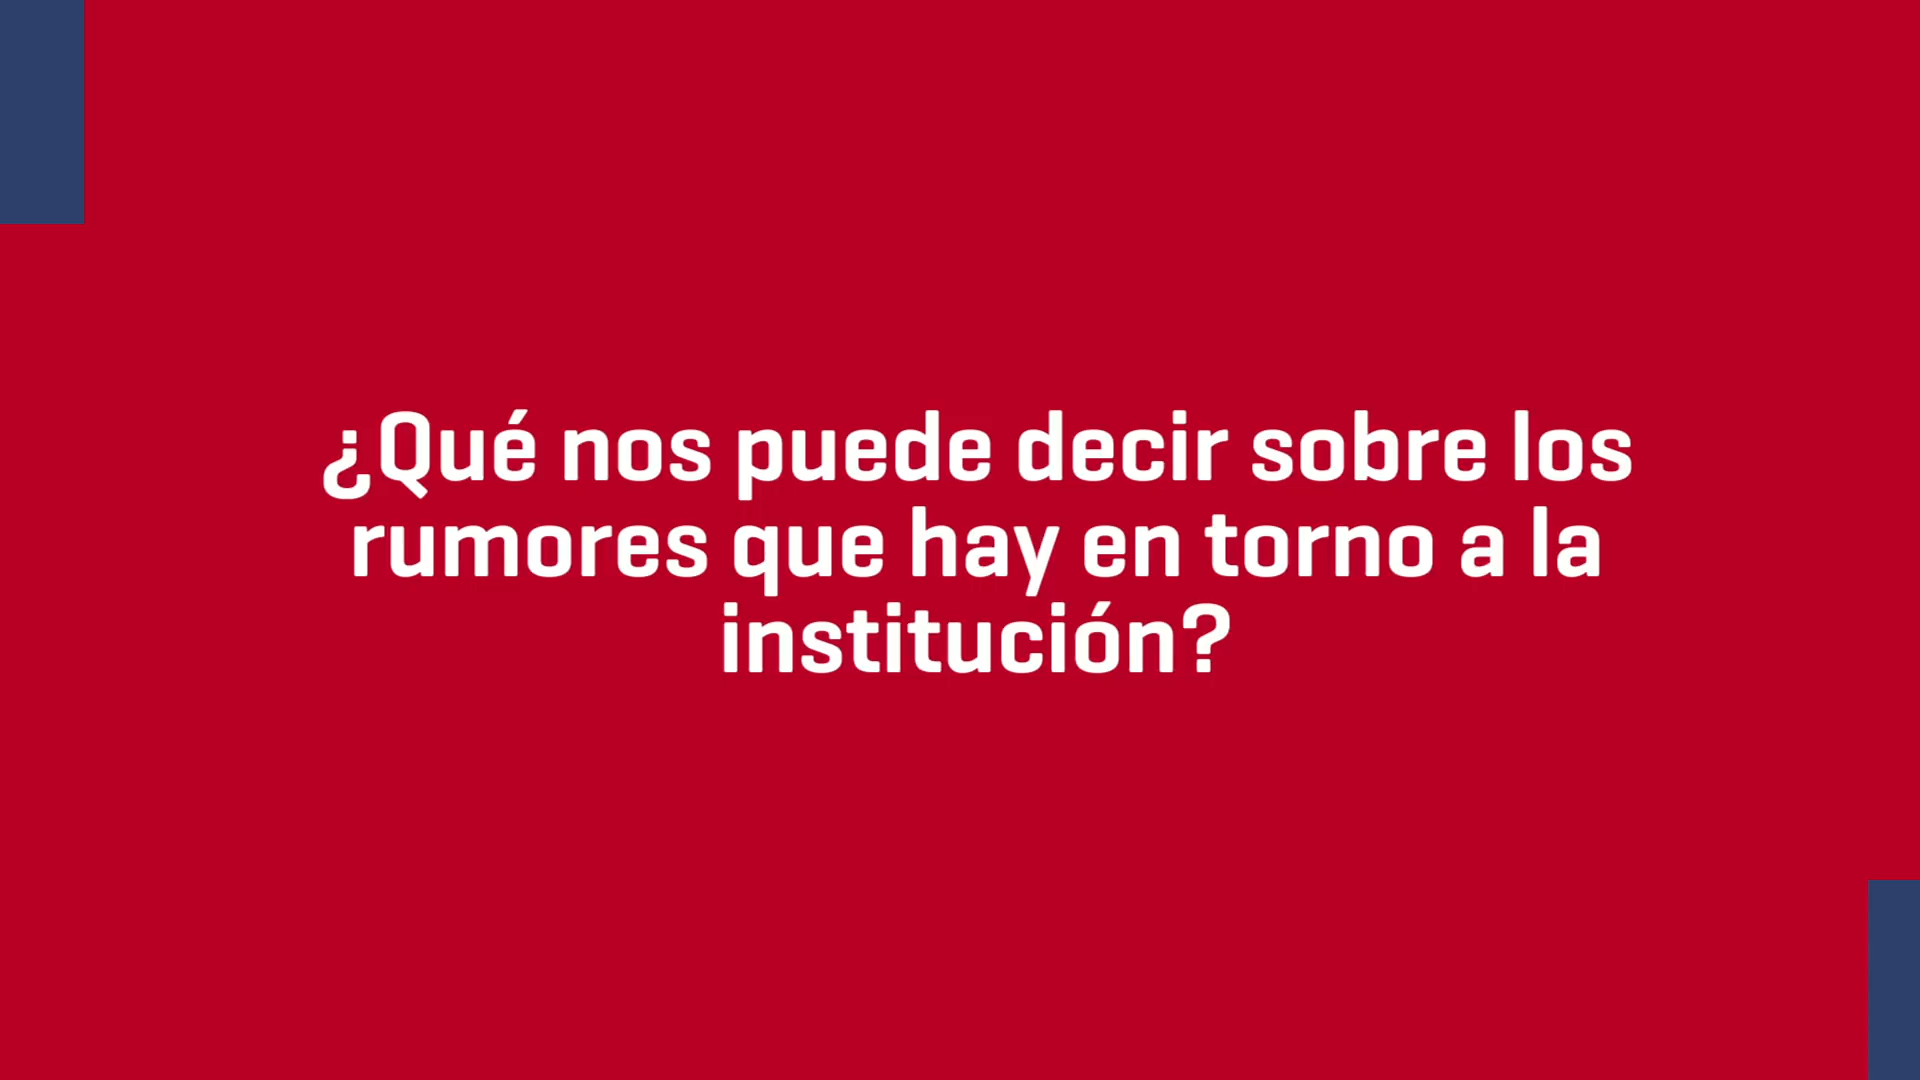 ¿Qué nos puede decir sobre los
rumores que hay en torno a la
institución?